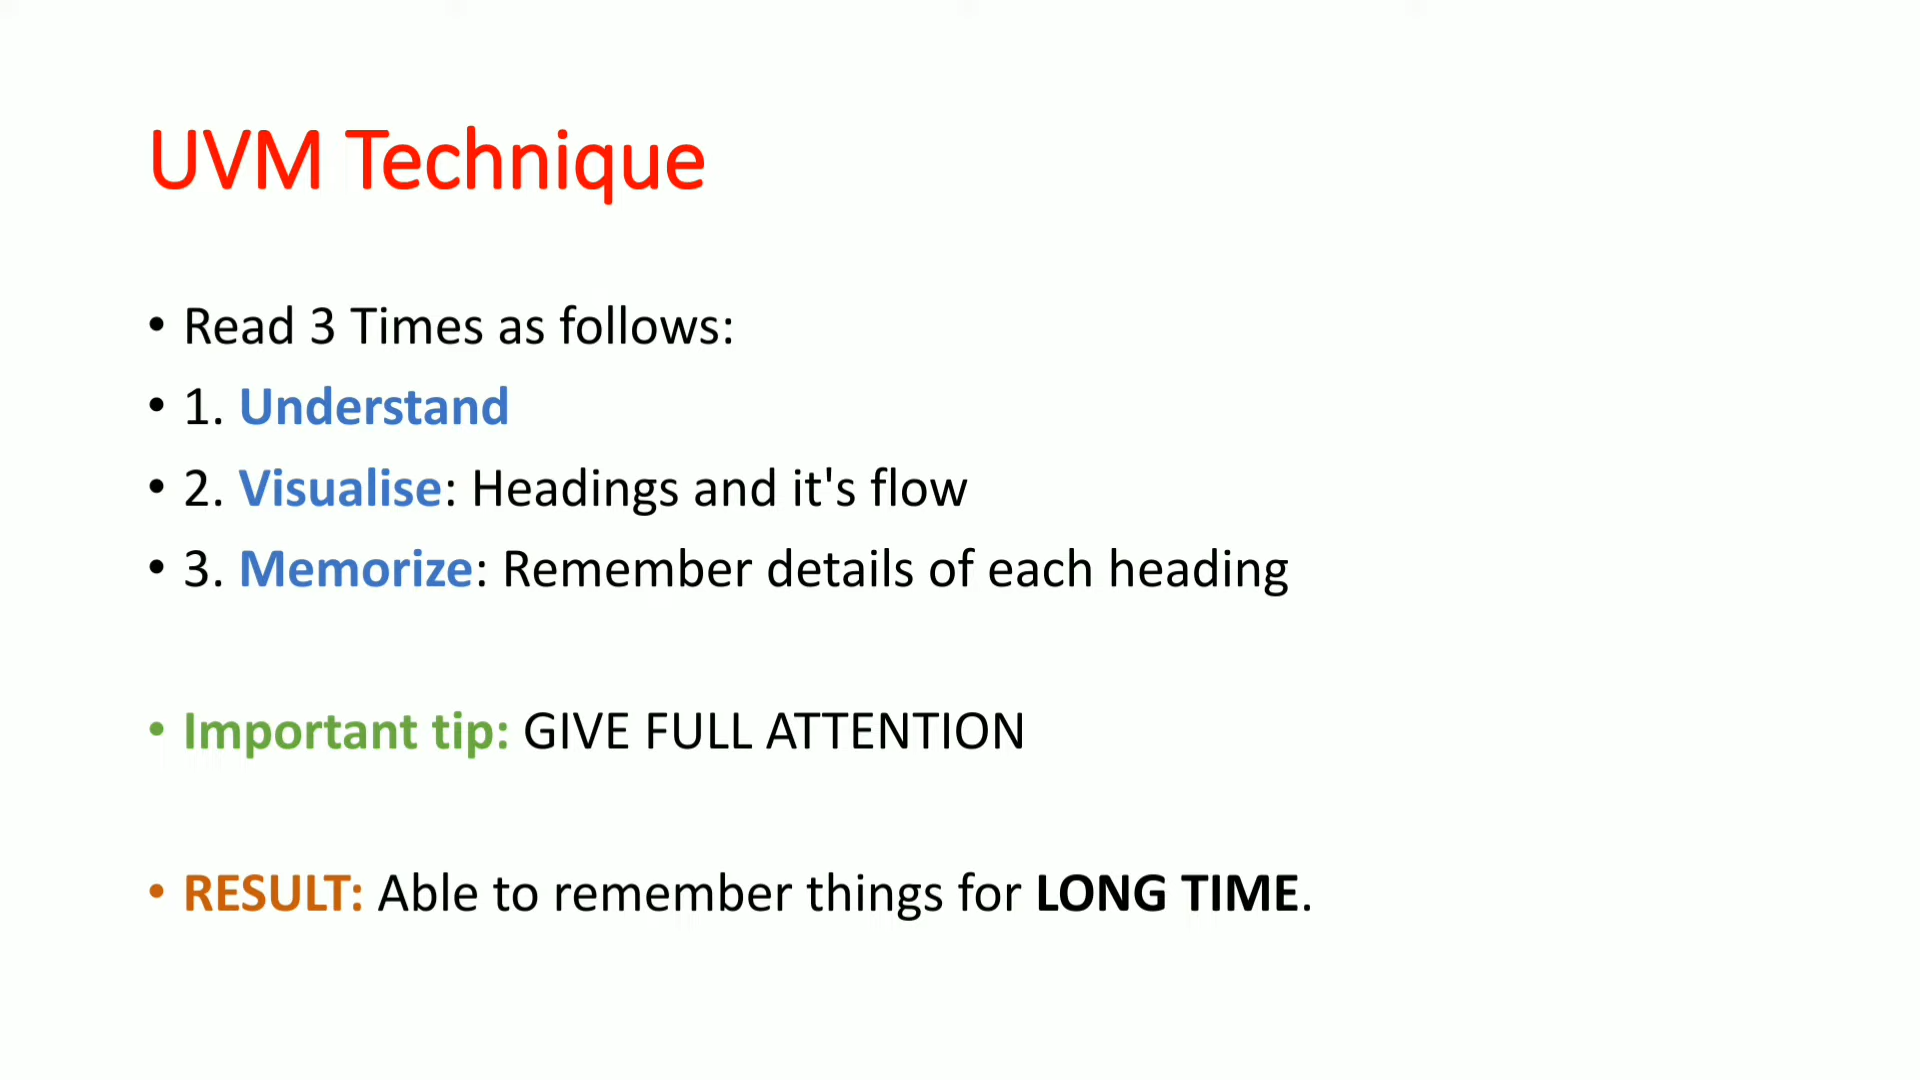 UVM Technique
• Read 3 Times as follows:
• 1. Understand
• 2. Visualise: Headings and it's flow
• 3. Memorize: Remember details of each heading
• Important tip: GIVE FULL ATTENTION
• RESULT: Able to remember things for LONG TIME.